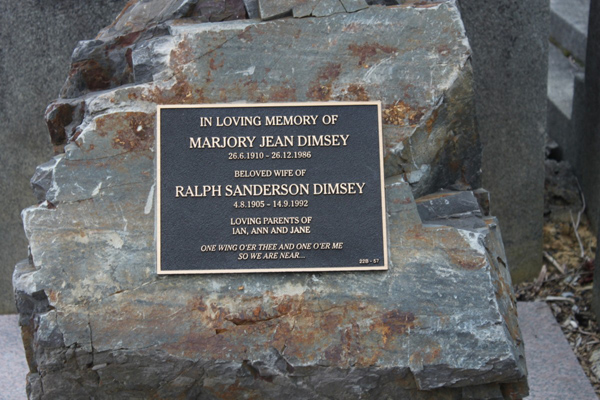 IN LOVING MEMORY OF
MARJORY JEAN DIMSEY
26.6.1910 - 26.12.1986
BELOVED WIFE OF
RALPH SANDERSON DIMSEY
4.8.1905 - 14.9.1992
LOVING PARENTS OF
IAN, ANN AND JANE
ONE WING O'ER THEE AND ONE O'ER ME
SO WE ARE NEAR...
22B - 57